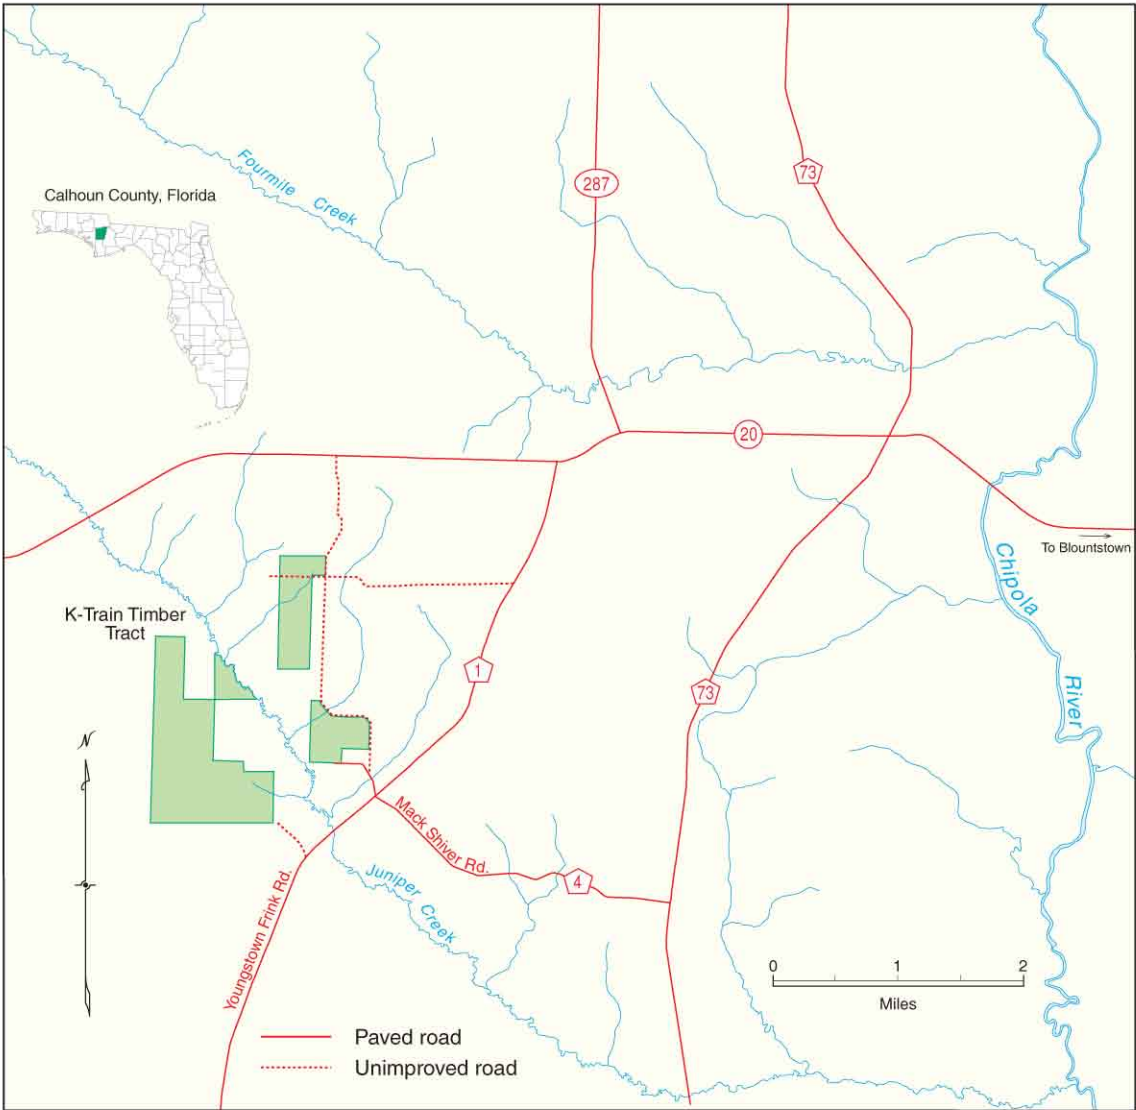 Fourmile Creek
73
287
Calhoun County, Florida
20
To Blountstown
Chipola
River
K-Train Timber
Tract
1
73
N
Mack Shiver Rd.
4
Juniper Creek
Youngstown Frink Rd.
0 1 2
Miles
Paved road
Unimproved road